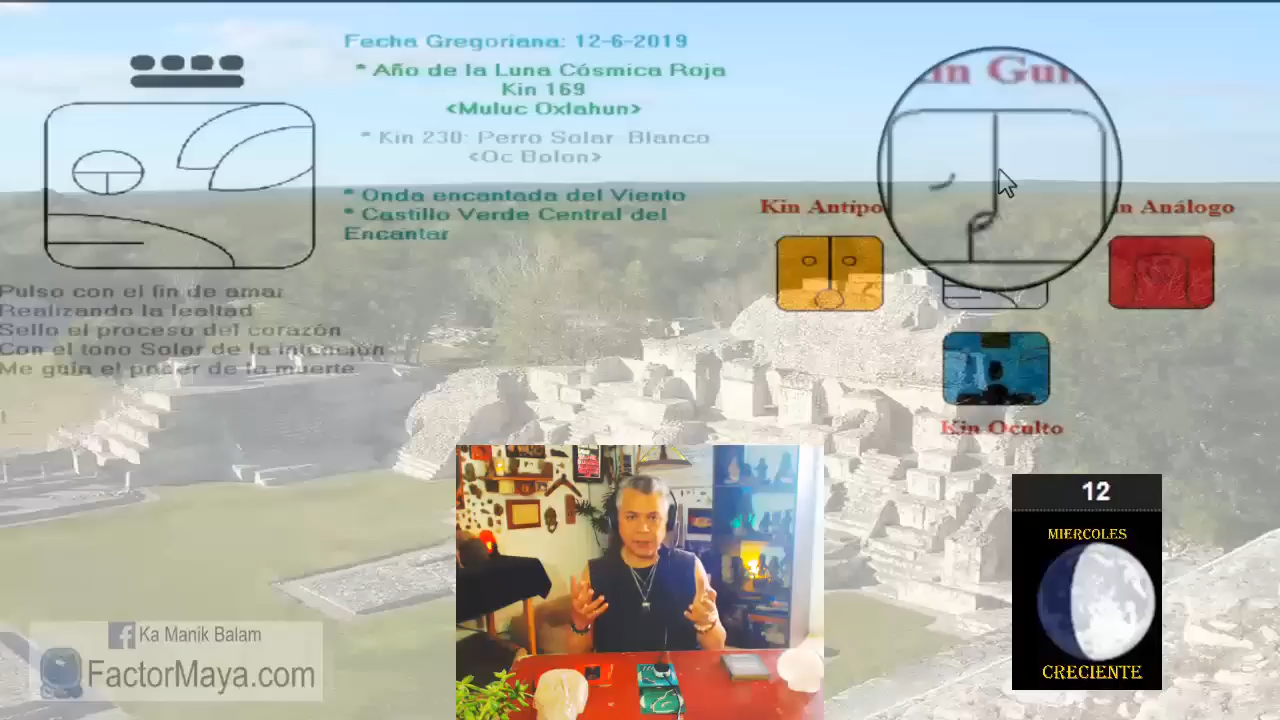 Fecha Gregoriana: 12-6-2019
* Año de la Luna Cósmica Roja
Kin 169
<Muluc Oxlahun>
* Kin 230: Perro Solar Blanco
<Oc Bolon>
* Onda encantada del Viento
* Castillo Verde Central del
Encantar
Pulso con el fin de amar
Realizando la lealtad
Sello el proceso del corazón
Con el tono Solar de la intención
Me guía el poder de la muerte
Kin Antípo
n Análogo
Kin Oculto
12
MIERCOLES
CRECIENTE
Ka Manik Balam
FactorMaya.com